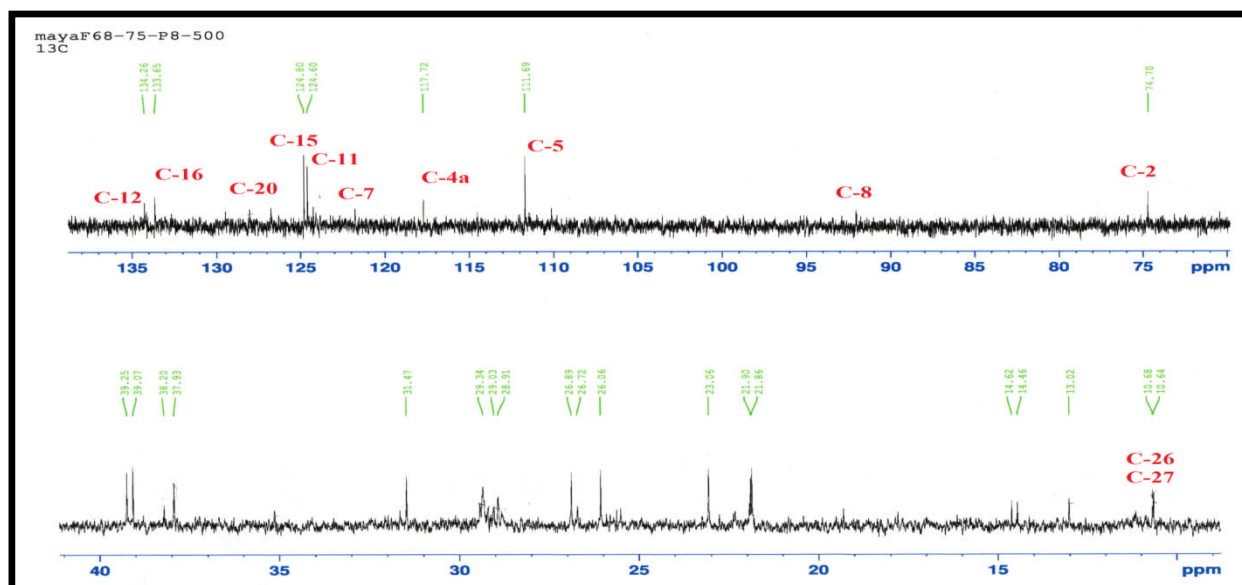 mayaF68-75-P8-500
13C
134.26
133.65
124.80
124.60
117.72
111.69
74.70
C-15
C-11
C-5
C-16
C-4a
C-2
C-12
C-20
C-7
C-8
135 130 125 120 115 110 105 100 95 90 85 80 75 ppm
39.25
39.07
38.20
37.93
31.47
29.34
29.03
28.91
26.89
26.72
26.06
23.06
21.90
21.86
14.62
14.46
13.02
10.68
10.64
C-26
C-27
40 35 30 25 20 15 ppm